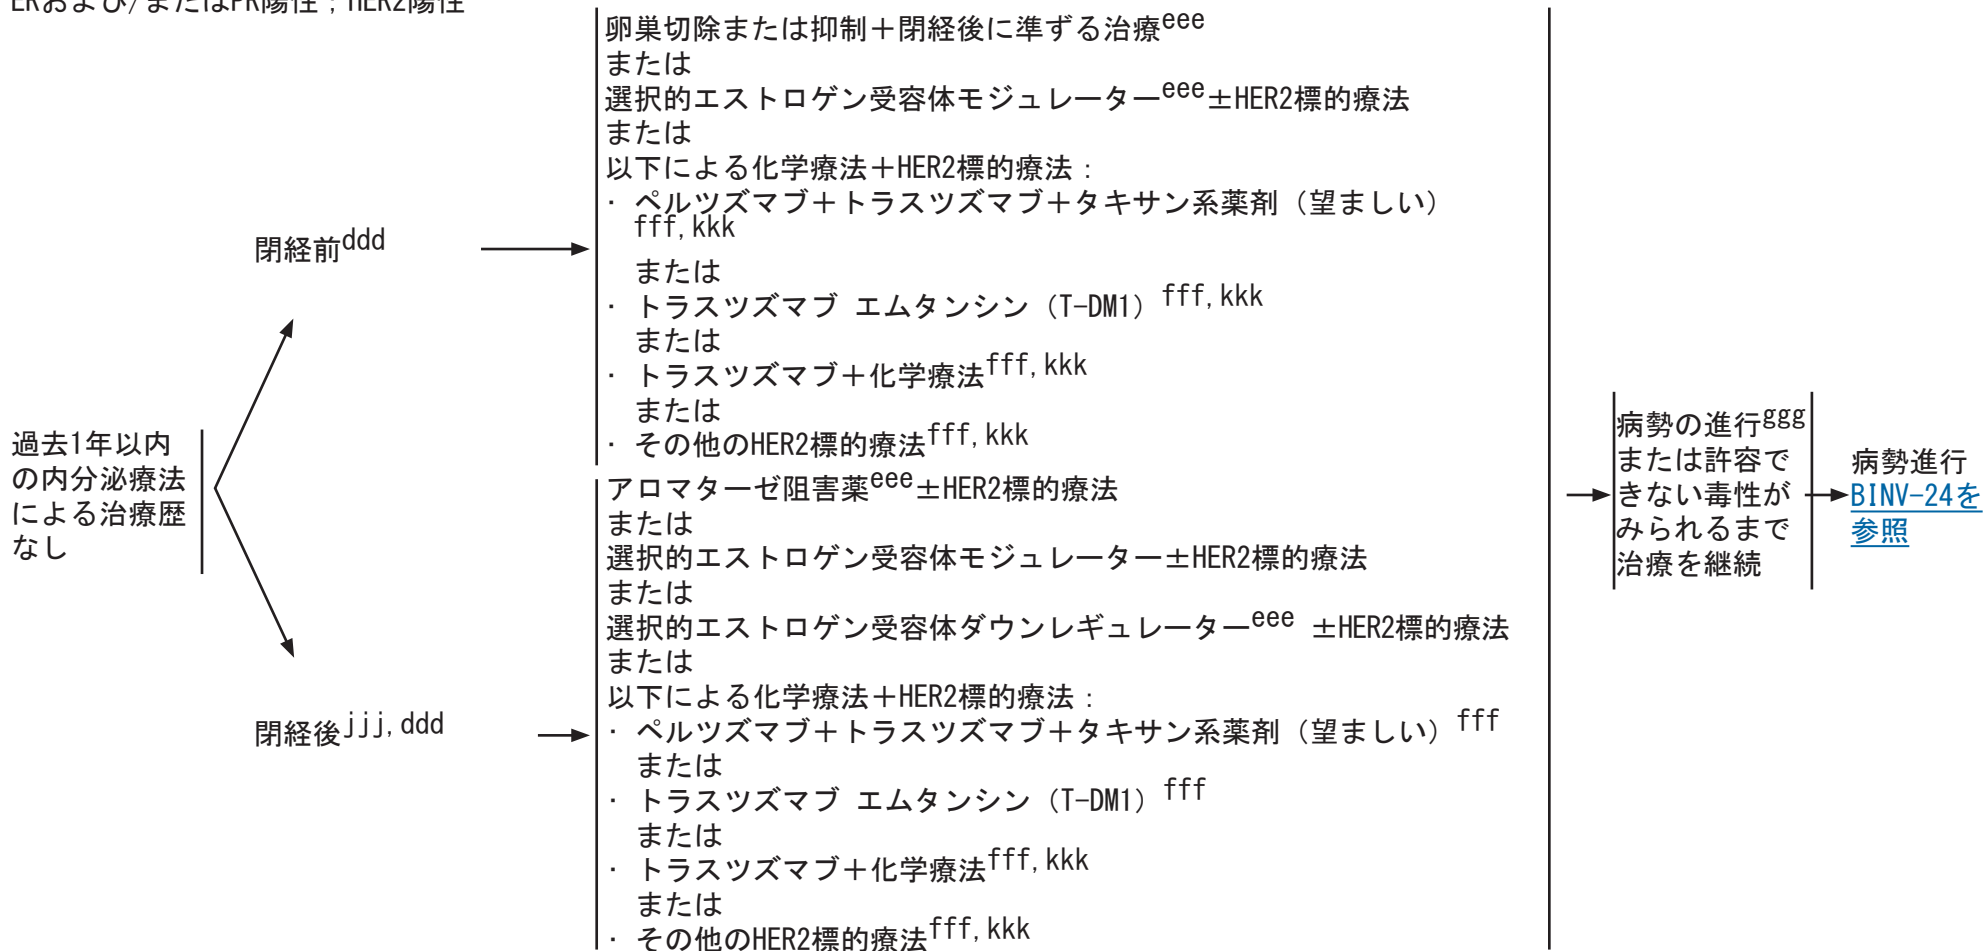 ERおよび/またはPR陽性；HER2陽性
過去1年以内
の内分泌療法
による治療歴
なし
閉経前ddd
卵巣切除または抑制＋閉経後に準ずる治療eee
または
選択的エストロゲン受容体モジュレーターeee±HER2標的療法
または
以下による化学療法＋HER2標的療法：
・ペルツズマブ＋トラスツズマブ＋タキサン系薬剤（望ましい）
fff, kkk
または
・トラスツズマブ エムタンシン（T-DM1）fff, kkk
または
・トラスツズマブ＋化学療法fff, kkk
または
・その他のHER2標的療法fff, kkk
閉経後jjj, ddd
アロマターゼ阻害薬eee±HER2標的療法
または
選択的エストロゲン受容体モジュレーター±HER2標的療法
または
選択的エストロゲン受容体ダウンレギュレーターeee ±HER2標的療法
または
以下による化学療法＋HER2標的療法：
・ペルツズマブ＋トラスツズマブ＋タキサン系薬剤（望ましい）fff
または
・トラスツズマブ エムタンシン（T-DM1）fff
または
・トラスツズマブ＋化学療法fff, kkk
または
・その他のHER2標的療法fff, kkk
病勢の進行ggg
または許容で
きない毒性が
みられるまで
治療を継続
病勢進行
BINV-24を
参照